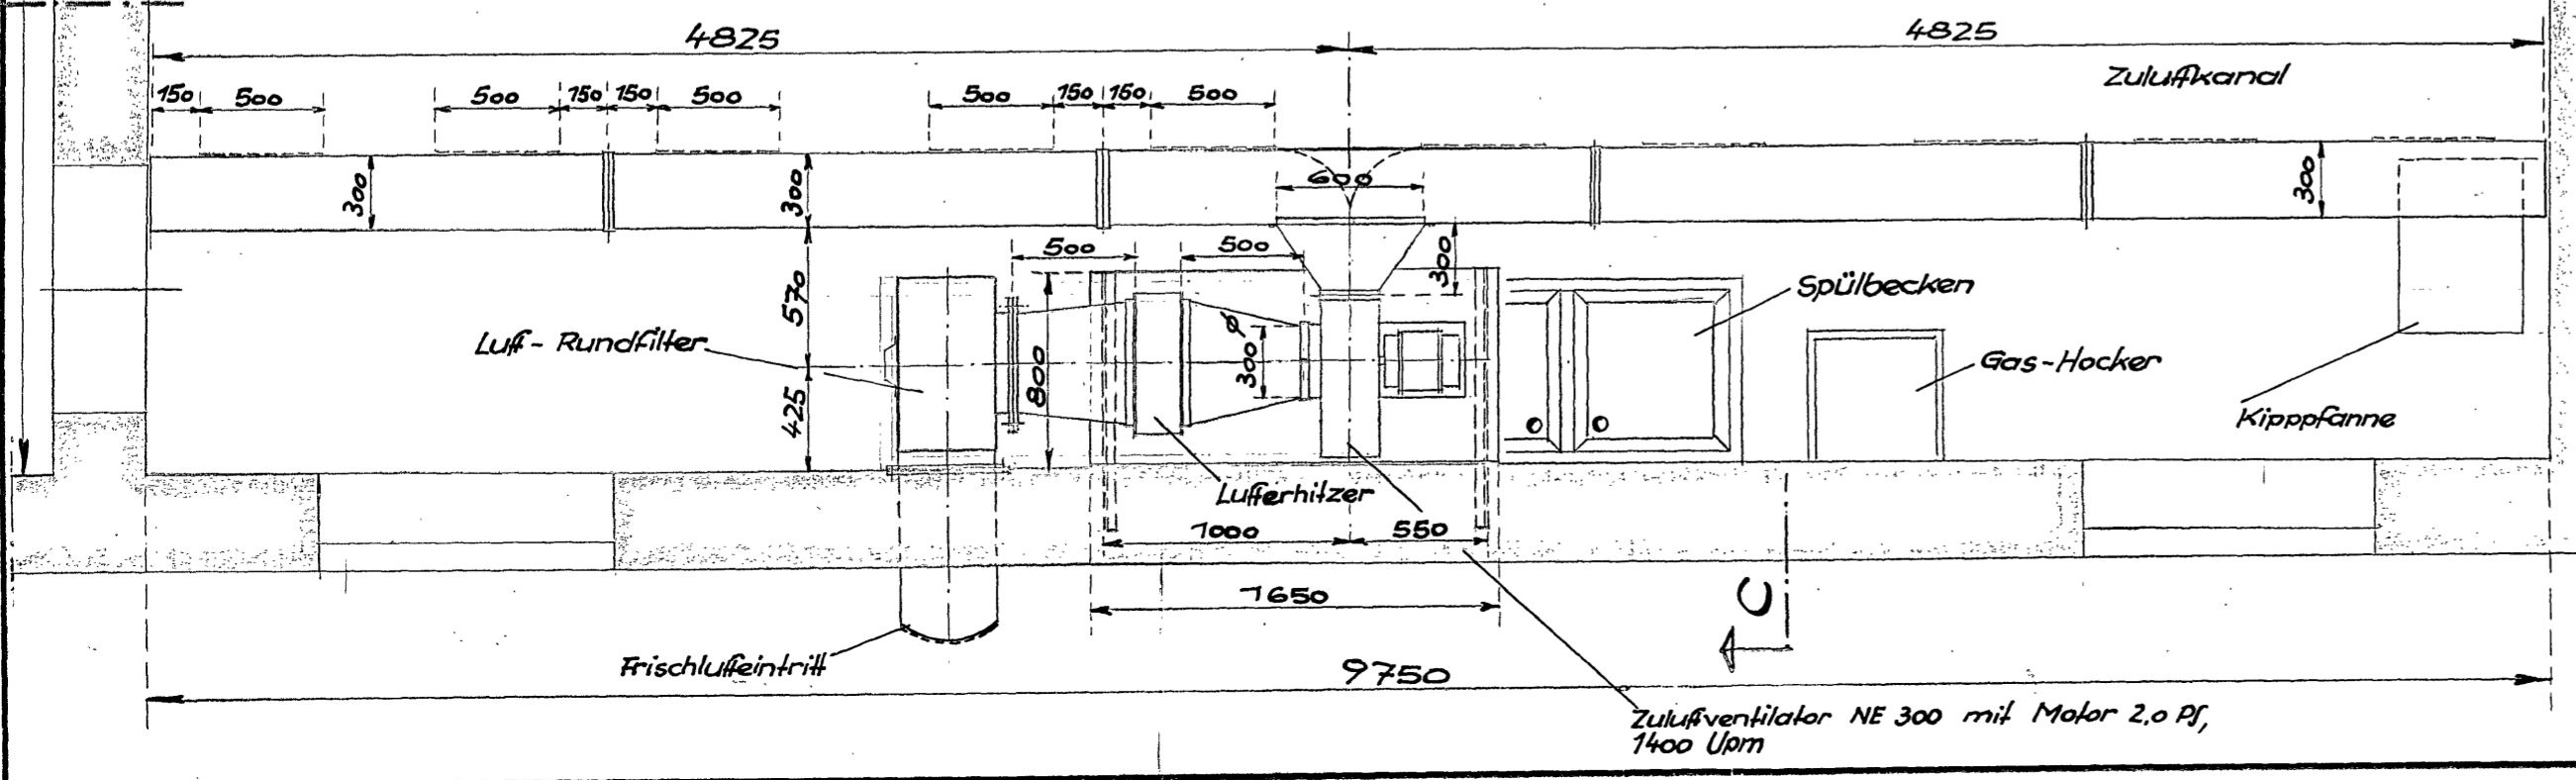 4825
4825
Zuluftkanal
150
500
500
150
150
500
500
150
150
500
600
300
300
300
500
500
300
570
425
800
300 Ø
Luft-Rundfilter
Spülbecken
Gas-Hocker
Kipppfanne
Lufterhitzer
1000
550
1650
C
Frischlufteintritt
9750
Zuluftventilator NE 300 mit Motor 2,0 PS,
1400 Upm